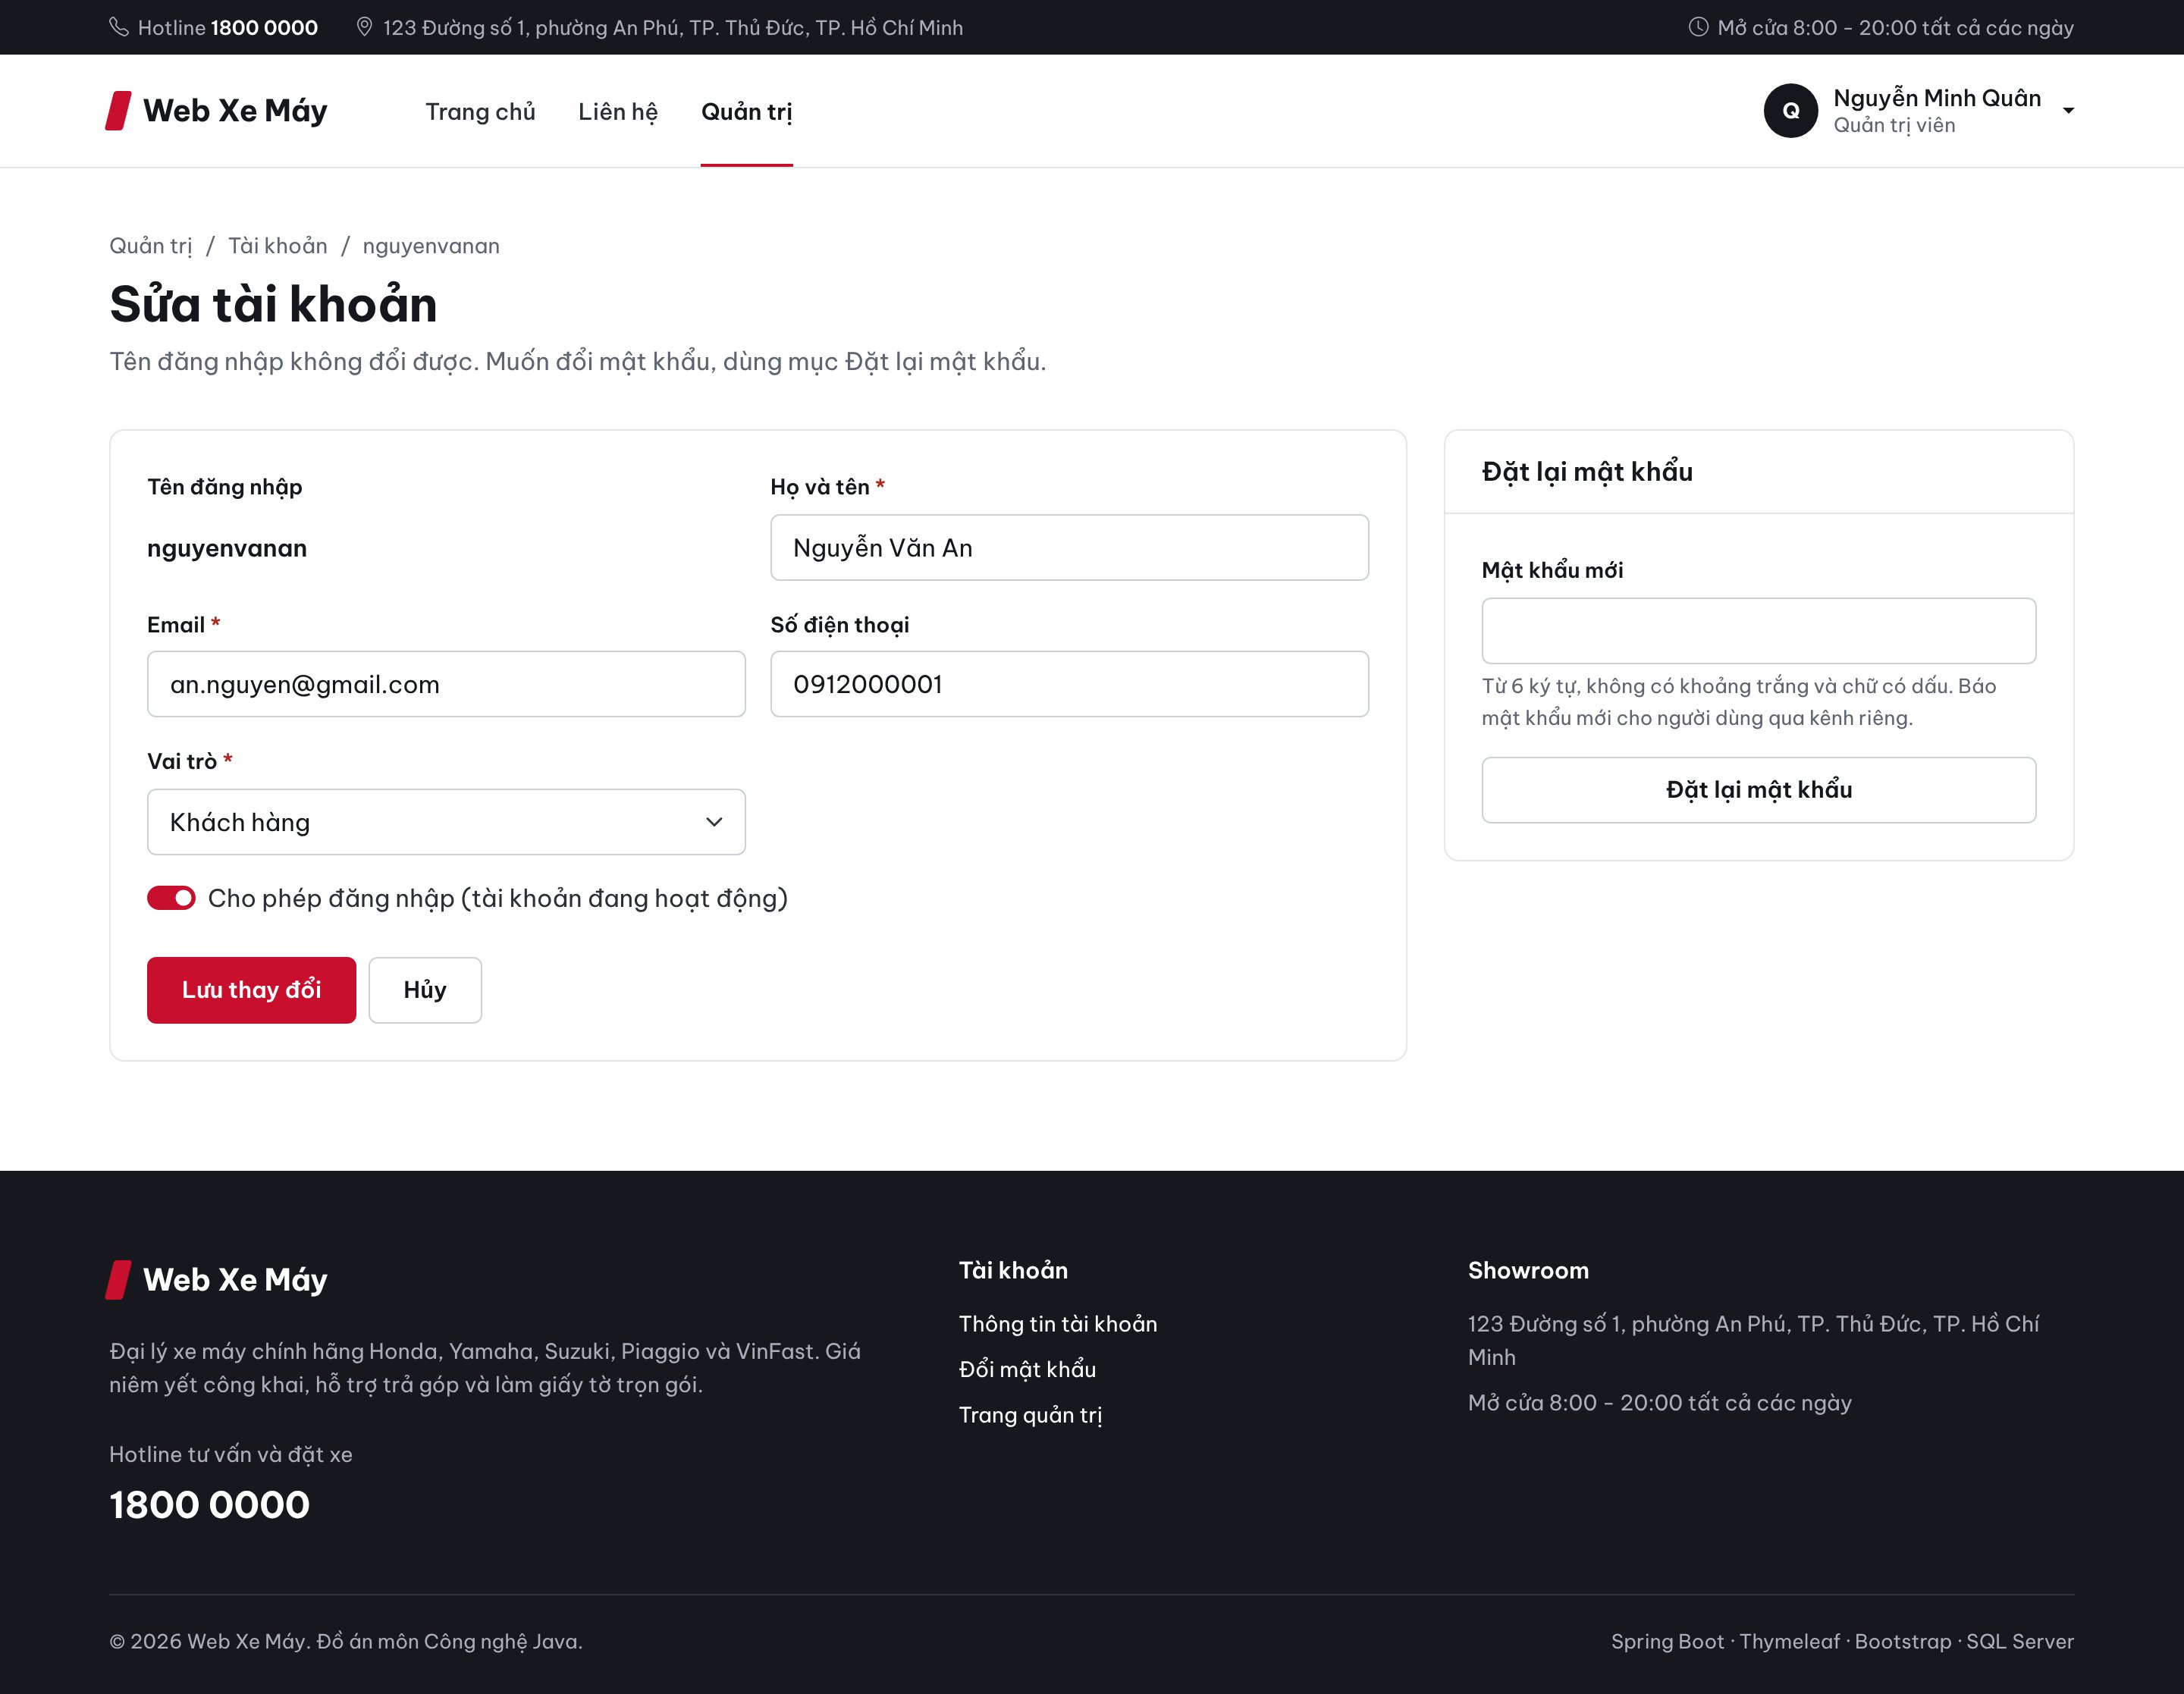 Hotline 1800 0000
123 Đường số 1, phường An Phú, TP. Thủ Đức, TP. Hồ Chí Minh
Mở cửa 8:00 - 20:00 tất cả các ngày
Web Xe Máy
Trang chủ
Liên hệ
Quản trị
Q
Nguyễn Minh Quân
Quản trị viên
Quản trị / Tài khoản / nguyenvanan
Sửa tài khoản
Tên đăng nhập không đổi được. Muốn đổi mật khẩu, dùng mục Đặt lại mật khẩu.
Tên đăng nhập
nguyenvanan
Họ và tên *
Nguyễn Văn An
Email *
an.nguyen@gmail.com
Số điện thoại
0912000001
Vai trò *
Khách hàng
Cho phép đăng nhập (tài khoản đang hoạt động)
Lưu thay đổi
Hủy
Đặt lại mật khẩu
Mật khẩu mới
Từ 6 ký tự, không có khoảng trắng và chữ có dấu. Báo
mật khẩu mới cho người dùng qua kênh riêng.
Đặt lại mật khẩu
Web Xe Máy
Đại lý xe máy chính hãng Honda, Yamaha, Suzuki, Piaggio và VinFast. Giá
niêm yết công khai, hỗ trợ trả góp và làm giấy tờ trọn gói.
Hotline tư vấn và đặt xe
1800 0000
Tài khoản
Thông tin tài khoản
Đổi mật khẩu
Trang quản trị
Showroom
123 Đường số 1, phường An Phú, TP. Thủ Đức, TP. Hồ Chí
Minh
Mở cửa 8:00 - 20:00 tất cả các ngày
© 2026 Web Xe Máy. Đồ án môn Công nghệ Java.
Spring Boot · Thymeleaf · Bootstrap · SQL Server